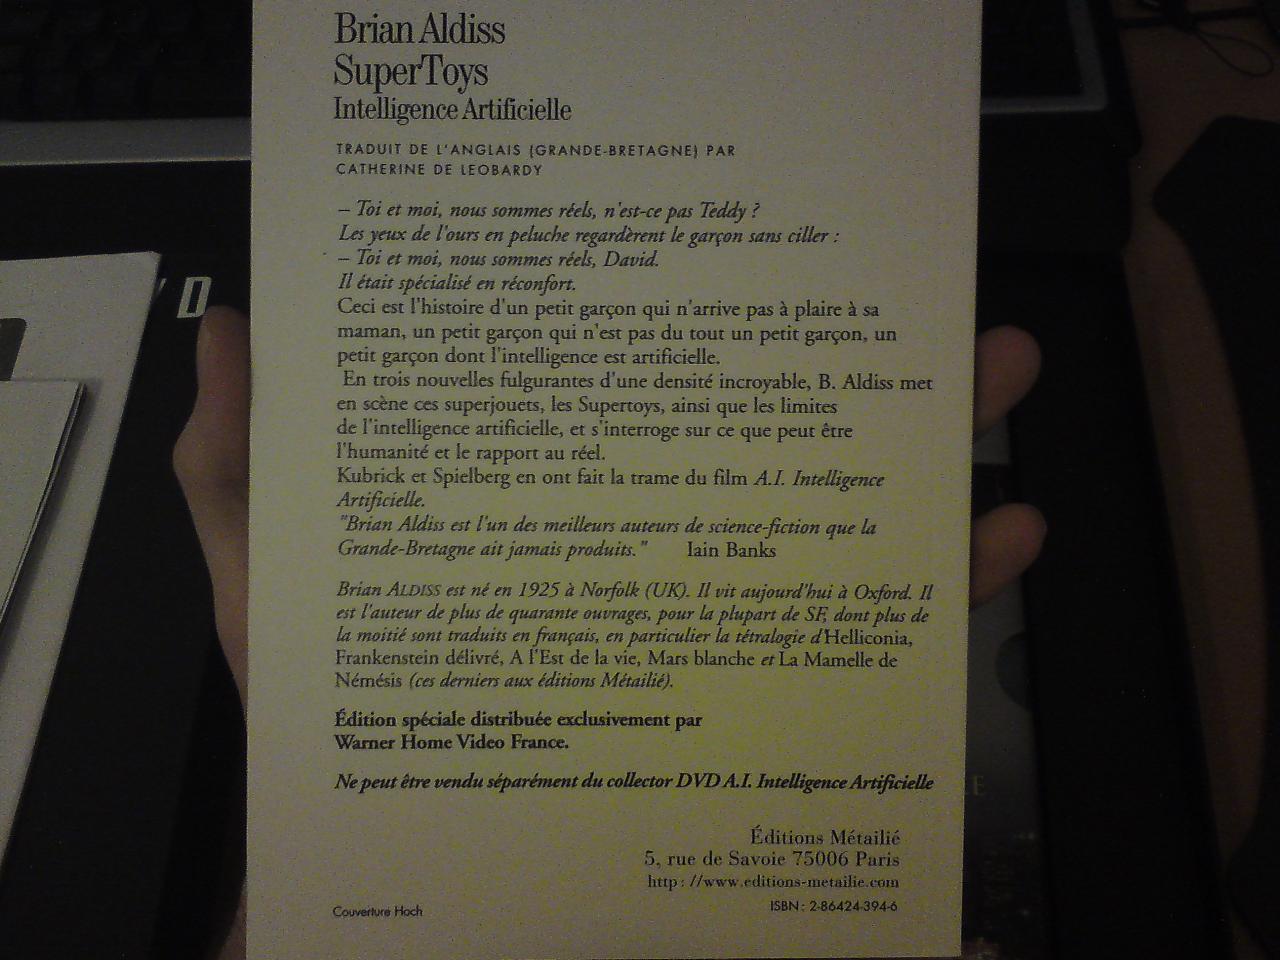 Brian Aldiss
SuperToys
Intelligence Artificielle
TRADUIT DE L'ANGLAIS (GRANDE-BRETAGNE) PAR
CATHERINE DE LEOBARDY
– Toi et moi, nous sommes réels, n'est-ce pas Teddy ?
Les yeux de l'ours en peluche regardèrent le garçon sans ciller :
– Toi et moi, nous sommes réels, David.
Il était spécialisé en réconfort.
Ceci est l'histoire d'un petit garçon qui n'arrive pas à plaire à sa
maman, un petit garçon qui n'est pas du tout un petit garçon, un
petit garçon dont l'intelligence est artificielle.
En trois nouvelles fulgurantes d'une densité incroyable, B. Aldiss met
en scène ces superjouets, les Supertoys, ainsi que les limites
de l'intelligence artificielle, et s'interroge sur ce que peut être
l'humanité et le rapport au réel.
Kubrick et Spielberg en ont fait la trame du film A.I. Intelligence
Artificielle.
"Brian Aldiss est l'un des meilleurs auteurs de science-fiction que la
Grande-Bretagne ait jamais produits." Iain Banks
Brian ALDISS est né en 1925 à Norfolk (UK). Il vit aujourd'hui à Oxford. Il
est l'auteur de plus de quarante ouvrages, pour la plupart de SF, dont plus de
la moitié sont traduits en français, en particulier la tétralogie d'Helliconia,
Frankenstein délivré, A l'Est de la vie, Mars blanche et La Mamelle de
Némésis (ces derniers aux éditions Métailié).
Édition spéciale distribuée exclusivement par
Warner Home Video France.
Ne peut être vendu séparément du collector DVD A.I. Intelligence Artificielle
Éditions Métailié
5, rue de Savoie 75006 Paris
http : //www.editions-metailie.com
ISBN : 2-86424-394-6
Couverture Hoch